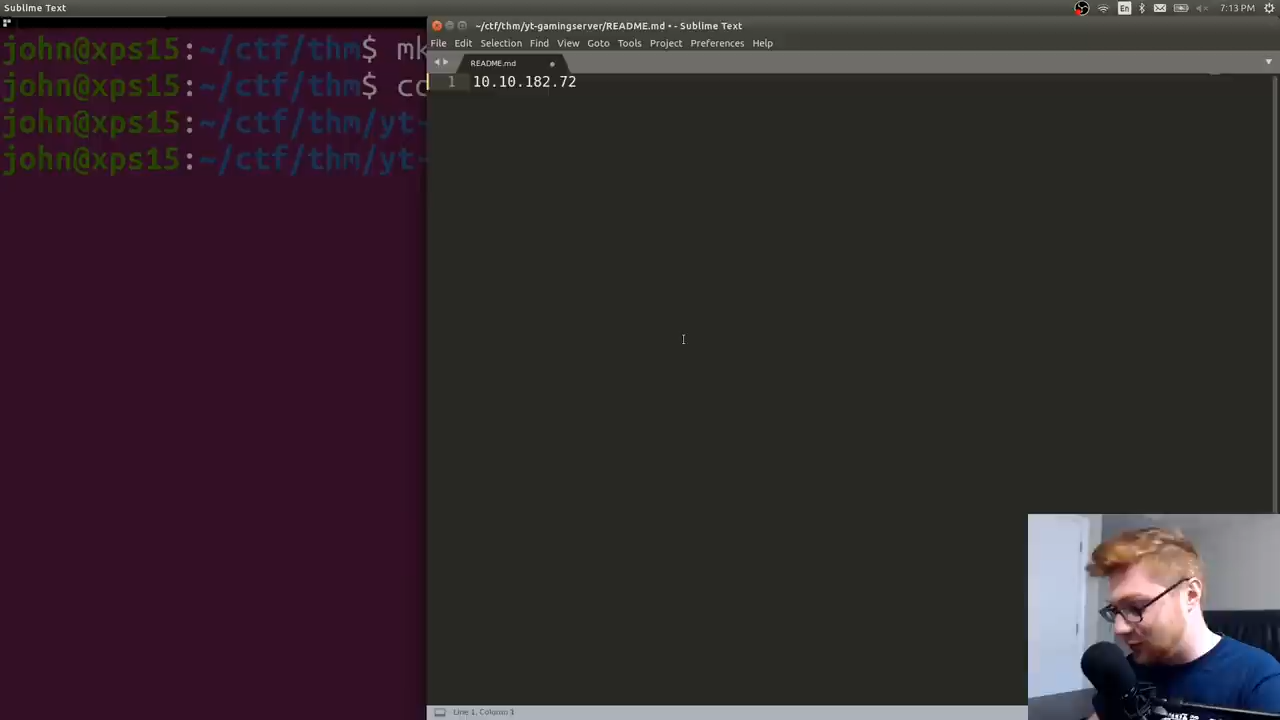 Sublime Text
En
7:13 PM
~/ctf/thm/yt-gamingserver/README.md • - Sublime Text
File Edit Selection Find View Goto Tools Project Preferences Help
README.md
john@xps15:~/ctf/thm$ mk
john@xps15:~/ctf/thm$ cd
john@xps15:~/ctf/thm/yt-
john@xps15:~/ctf/thm/yt-
1 10.10.182.72
Line 1, Column 1